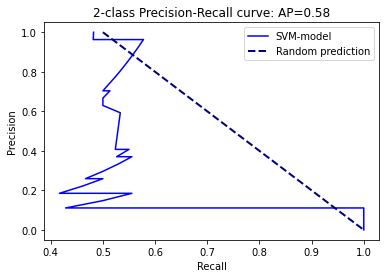 2-class Precision-Recall curve: AP=0.58
1.0
0.8
0.6
0.4
0.2
0.0
Precision
SVM-model
Random prediction
0.4
0.5
0.6
0.7
0.8
0.9
1.0
Recall